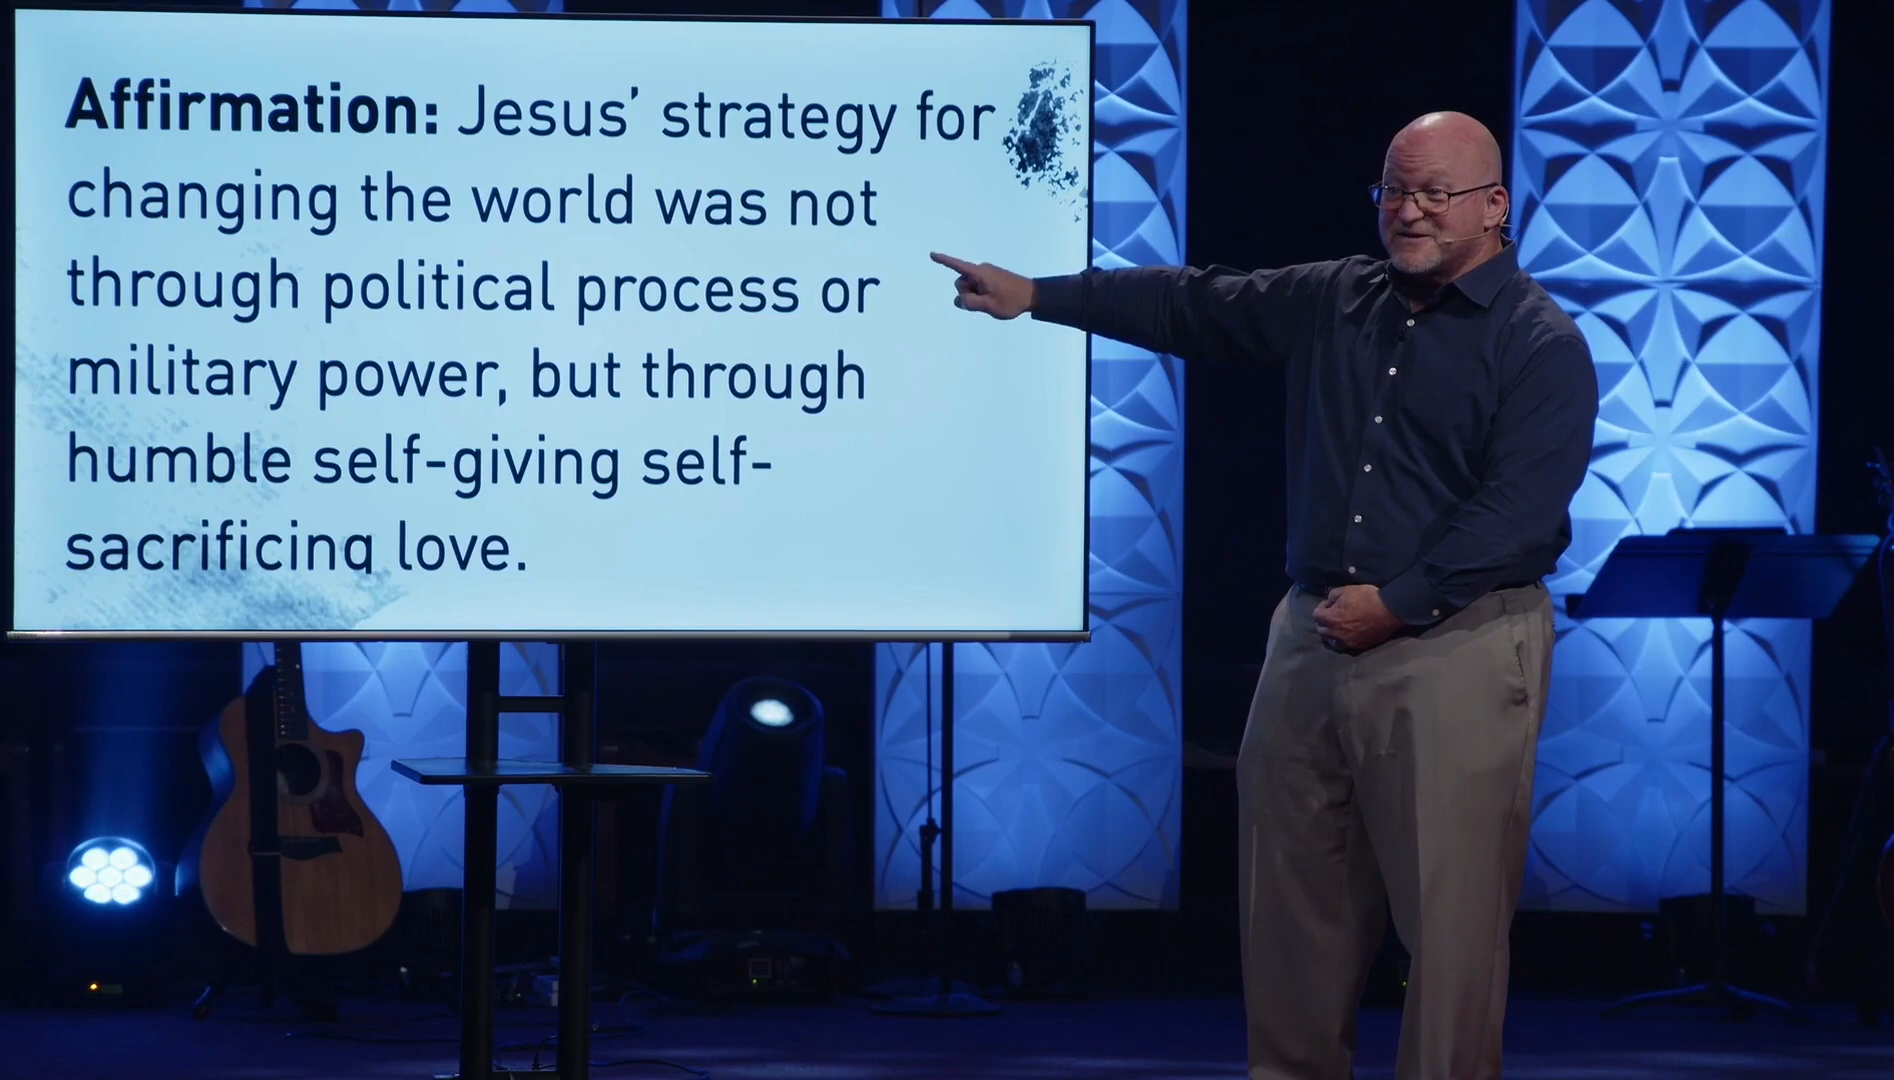 Affirmation: Jesus’ strategy for
changing the world was not
through political process or
military power, but through
humble self-giving self-
sacrificing love.